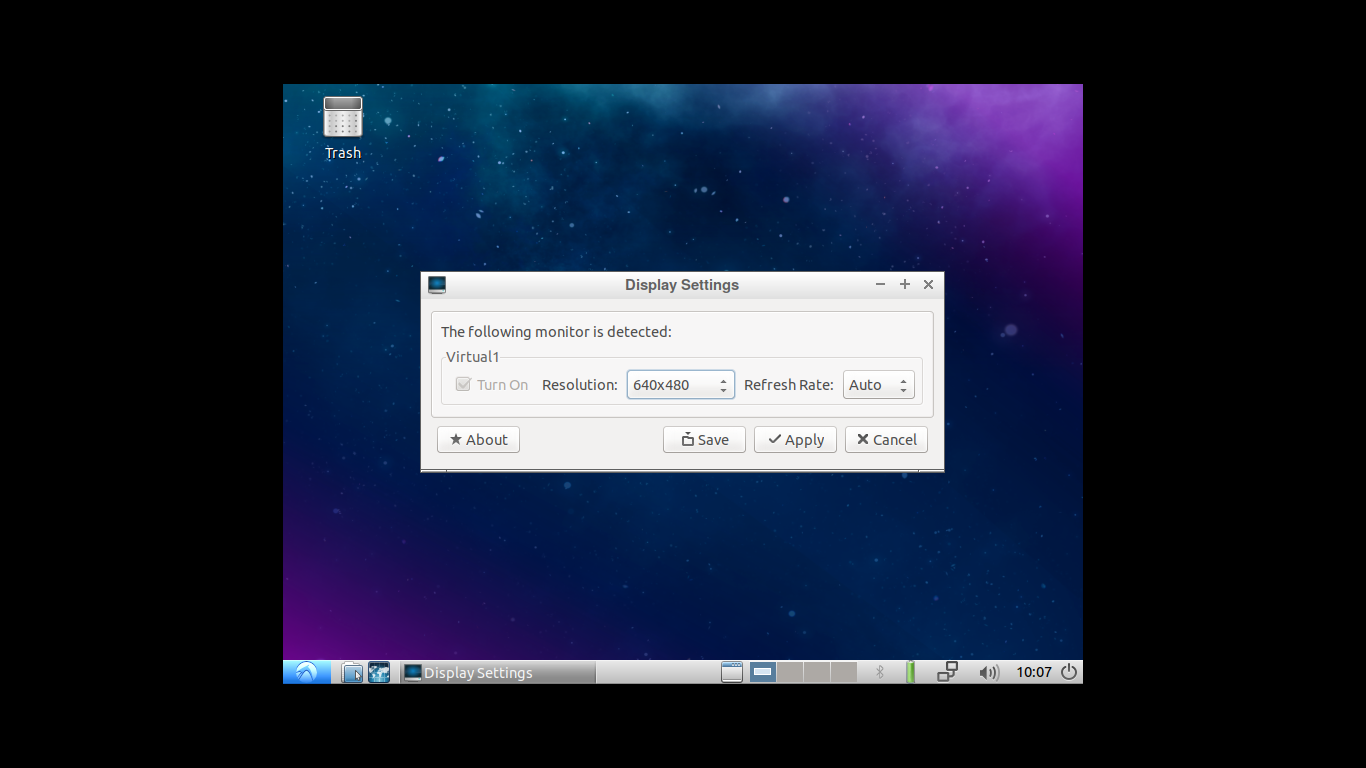 Trash
Display Settings
The following monitor is detected:
Virtual1
Turn On Resolution: 640x480 Refresh Rate: Auto
About Save Apply Cancel
Display Settings 10:07